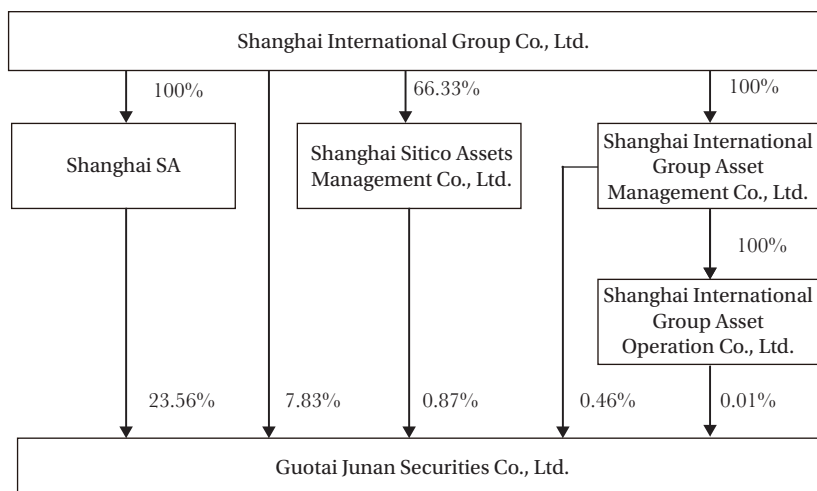 Shanghai International Group Co., Ltd.
100%
66.33%
100%
Shanghai SA
Shanghai Sitico Assets
Management Co., Ltd.
Shanghai International
Group Asset
Management Co., Ltd.
100%
Shanghai International
Group Asset
Operation Co., Ltd.
23.56%
7.83%
0.87%
0.46%
0.01%
Guotai Junan Securities Co., Ltd.